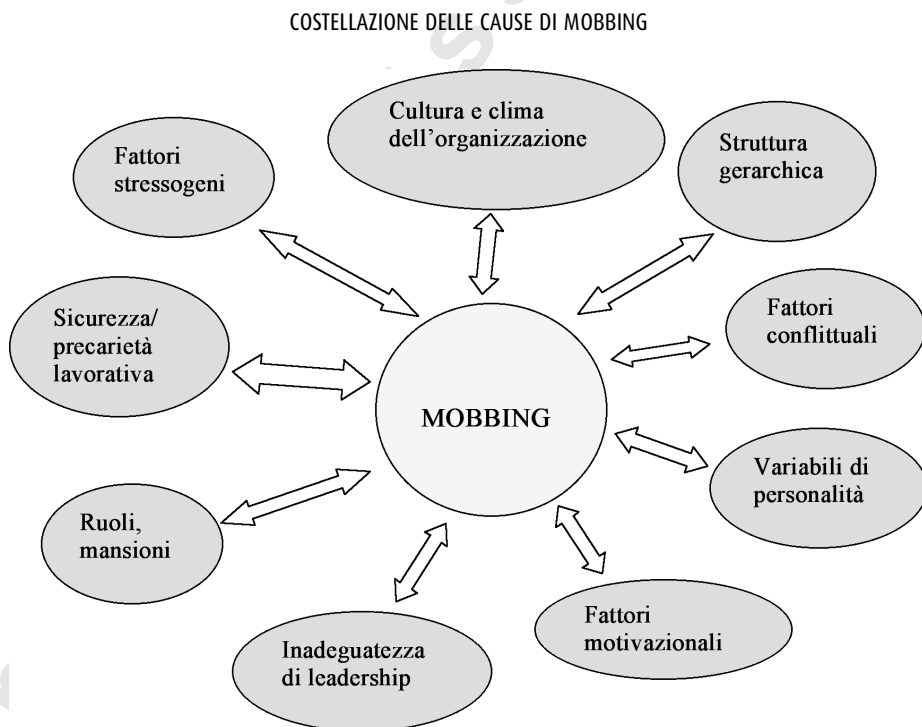 COSTELLAZIONE DELLE CAUSE DI MOBBING
Cultura e clima
dell’organizzazione
Fattori
stressogeni
Struttura
gerarchica
Sicurezza/
precarietà
lavorativa
Fattori
conflittuali
MOBBING
Variabili di
personalità
Ruoli,
mansioni
Fattori
motivazionali
Inadeguatezza
di leadership